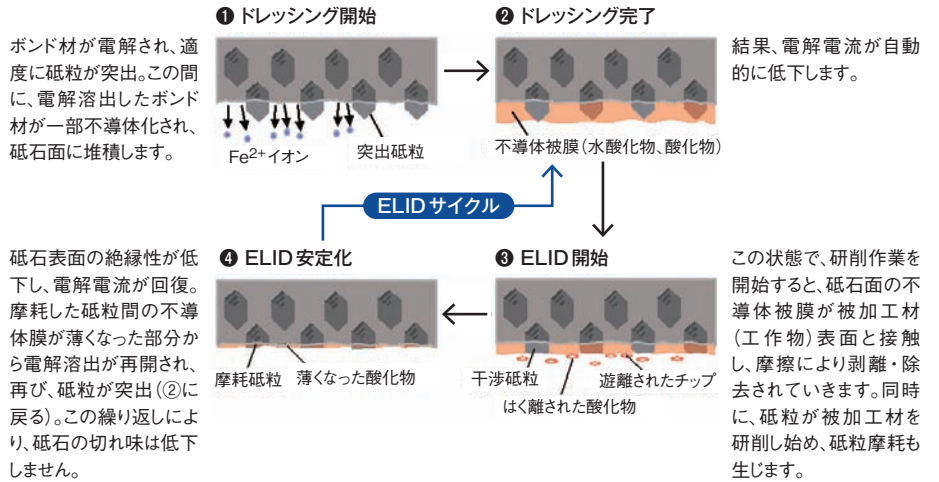 ❶ ドレッシング開始
ボンド材が電解され、適
度に砥粒が突出。この間
に、電解溶出したボンド
材が一部不導体化され、
砥石面に堆積します。
Fe²⁺イオン
突出砥粒
❷ ドレッシング完了
結果、電解電流が自動
的に低下します。
不導体被膜（水酸化物、酸化物）
ELIDサイクル
❸ ELID開始
この状態で、研削作業を
開始すると、砥石面の不
導体被膜が被加工材
（工作物）表面と接触
し、摩擦により剥離・除
去されていきます。同時
に、砥粒が被加工材を
研削し始め、砥粒摩耗も
生じます。
干渉砥粒
遊離されたチップ
はく離された酸化物
❹ ELID安定化
砥石表面の絶縁性が低
下し、電解電流が回復。
摩耗した砥粒間の不導
体膜が薄くなった部分か
ら電解溶出が再開され、
再び、砥粒が突出（②に
戻る）。この繰り返しによ
り、砥石の切れ味は低下
しません。
摩耗砥粒
薄くなった酸化物